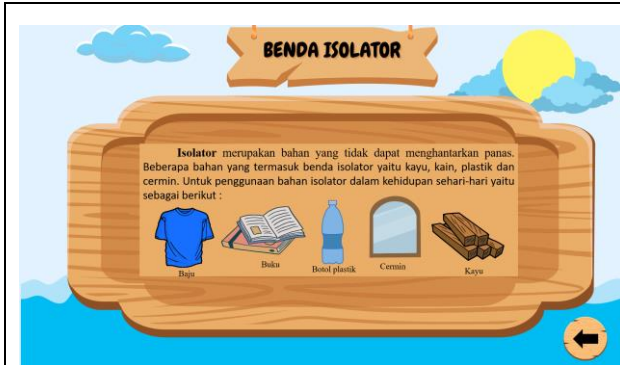 BENDA ISOLATOR
Isolator merupakan bahan yang tidak dapat menghantarkan panas.
Beberapa bahan yang termasuk benda isolator yaitu kayu, kain, plastik dan
cermin. Untuk penggunaan bahan isolator dalam kehidupan sehari-hari yaitu
sebagai berikut :
Baju
Buku
Botol plastik
Cermin
Kayu